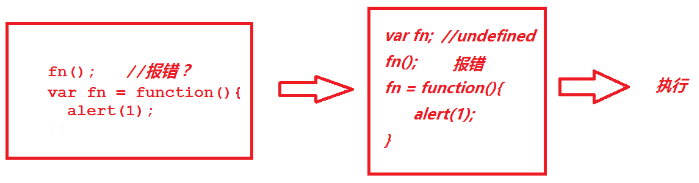 fn();    //报错？
var fn = function(){
alert(1);
var fn; //undefined
fn();    报错
fn = function(){
alert(1);
}
执行